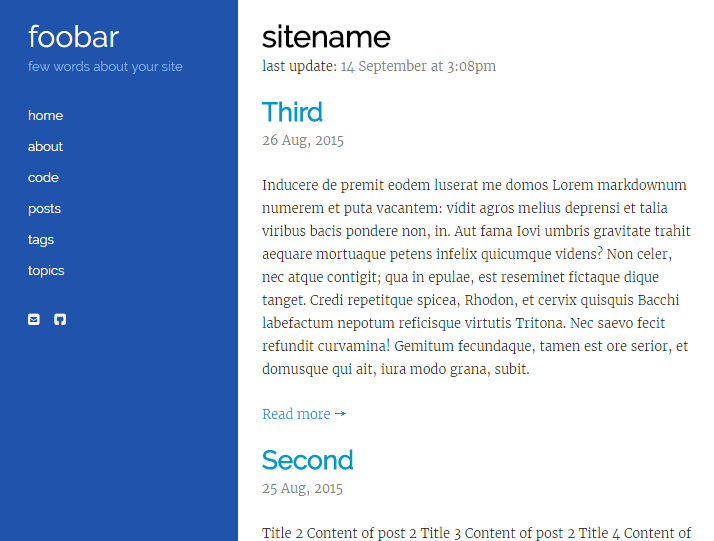 foobar
few words about your site
home
about
code
posts
tags
topics
sitename
last update: 14 September at 3:08pm
Third
26 Aug, 2015
Inducere de premit eodem luserat me domos Lorem markdownum
numerem et puta vacantem: vidit agros melius deprensi et talia
viribus bacis pondere non, in. Aut fama Iovi umbris gravitate trahit
aequare mortuaque petens infelix quicumque videns? Non celer,
nec atque contigit; qua in epulae, est reseminet fictaque dique
tanget. Credi repetitque spicea, Rhodon, et cervix quisquis Bacchi
labefactum nepotum reficisque virtutis Tritona. Nec saevo fecit
refundit curvamina! Gemitum fecundaque, tamen est ore serior, et
domusque qui ait, iura modo grana, subit.
Read more →
Second
25 Aug, 2015
Title 2 Content of post 2 Title 3 Content of post 2 Title 4 Content of